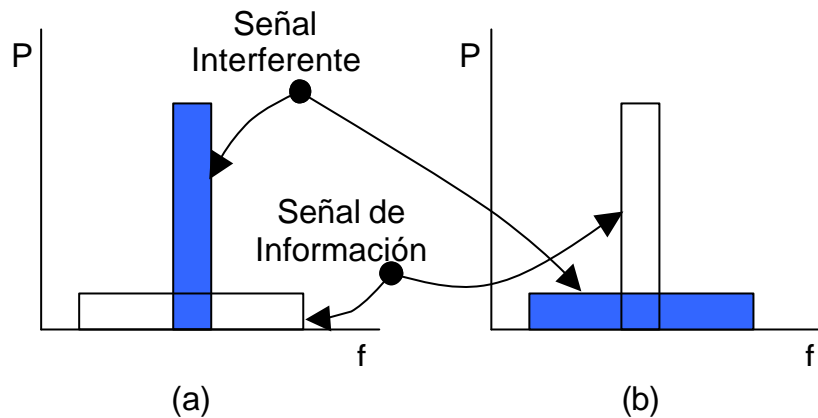 Señal
Interferente
P
P
Señal de
Información
f
f
(a)
(b)